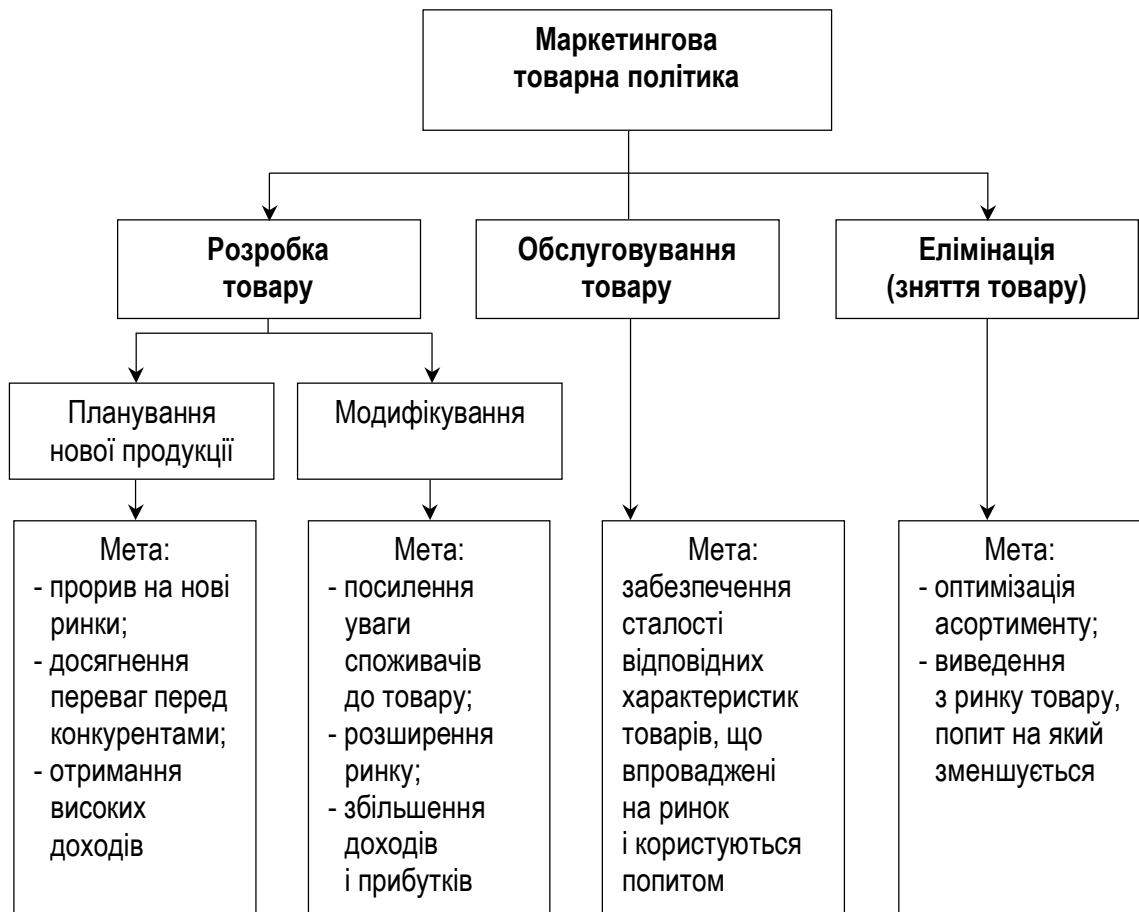 Маркетингова
товарна політика
Розробка
товару
Обслуговування
товару
Елімінація
(зняття товару)
Планування
нової продукції
Модифікування
Мета:
- прорив на нові
ринки;
- досягнення
переваг перед
конкурентами;
- отримання
високих
доходів
Мета:
- посилення
уваги
споживачів
до товару;
- розширення
ринку;
- збільшення
доходів
і прибутків
Мета:
забезпечення
сталості
відповідних
характеристик
товарів, що
впроваджені
на ринок
і користуються
попитом
Мета:
- оптимізація
асортименту;
- виведення
з ринку товару,
попит на який
зменшується